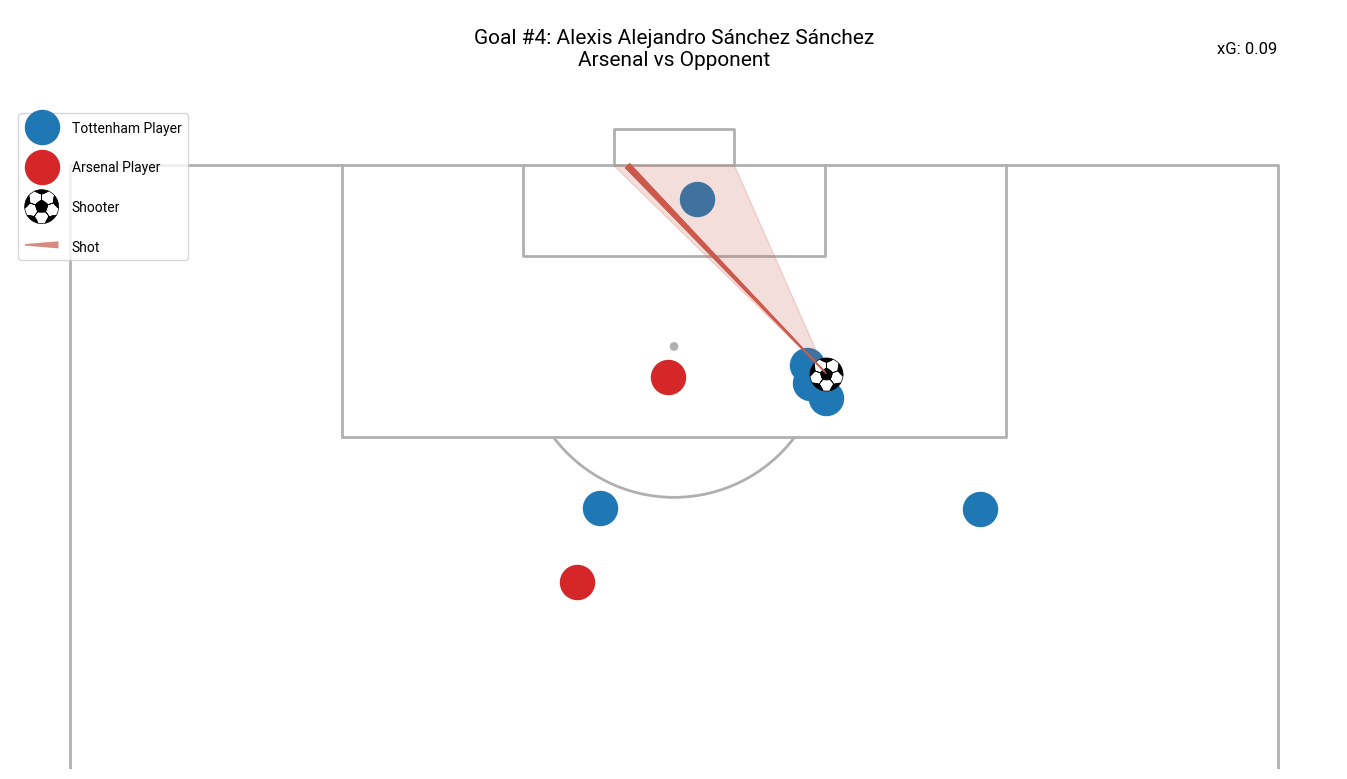 Goal #4: Alexis Alejandro Sánchez Sánchez
Arsenal vs Opponent
xG: 0.09
Tottenham Player
Arsenal Player
Shooter
Shot